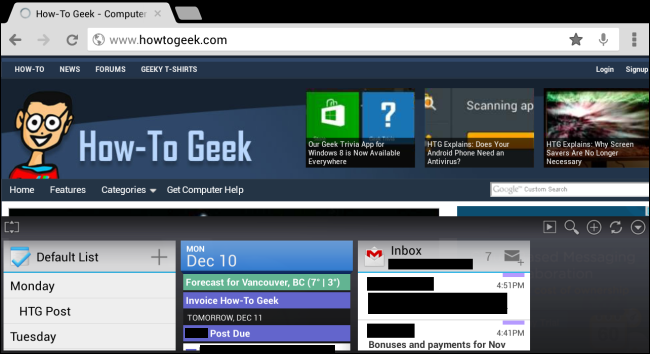 How-To Geek - Computer
www.howtogeek.com
HOW-TO NEWS FORUMS GEEKY T-SHIRTS
Login Signup
Scanning ap
Our Geek Trivia App for
Windows 8 is Now Available
Everywhere
HTG Explains: Does Your
Android Phone Need an
Antivirus?
HTG Explains: Why Screen
Savers Are No Longer
Necessary
How-To Geek
Home Features Categories Get Computer Help
Google™ Custom Search
Default List
MON
Dec 10
Inbox
7
Monday
HTG Post
Tuesday
Forecast for Vancouver, BC (7° | 3°)
Invoice How-To Geek
TOMORROW, DEC 11
Post Due
4:51PM
4:41PM
Bonuses and payments for Nov